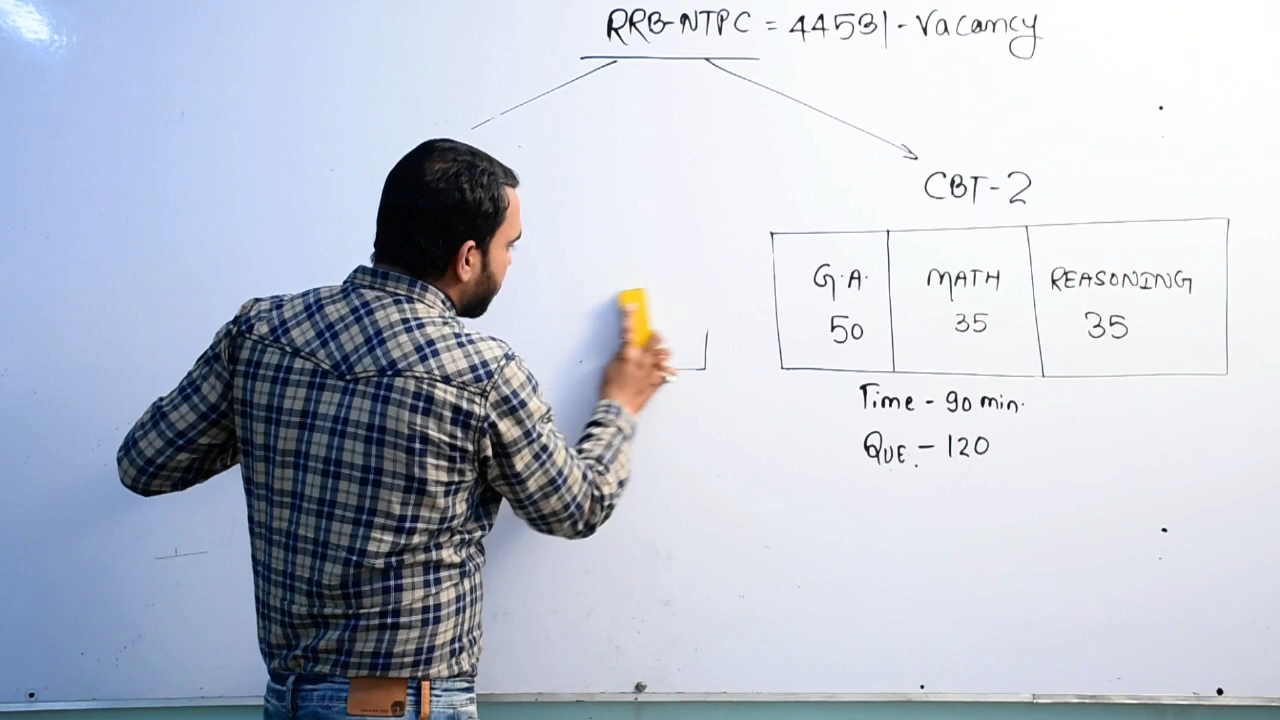 RRB-NTPC = 44531 - Vacancy
CBT-2
G.A. MATH REASONING
50 35 35
Time - 90 min.
QUE. - 120